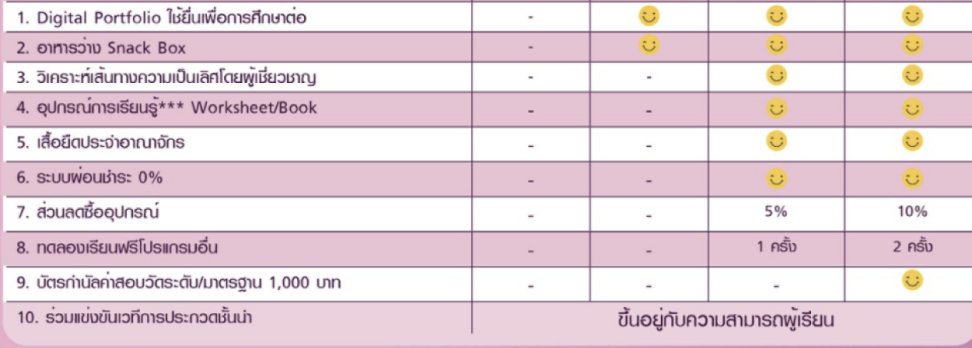 1. Digital Portfolio ใช้ยื่นเพื่อการศึกษาต่อ -
2. อาหารว่าง Snack Box -
3. วิเคราะห์เส้นทางความเป็นเลิศโดยผู้เชี่ยวชาญ - -
4. อุปกรณ์การเรียนรู้*** Worksheet/Book - -
5. เสื้อยืดประจำอาณาจักร - -
6. ระบบผ่อนชำระ 0% - -
7. ส่วนลดซื้ออุปกรณ์ - - 5% 10%
8. ทดลองเรียนฟรีโปรแกรมอื่น - - 1 ครั้ง 2 ครั้ง
9. บัตรกำนัลค่าสอบวัดระดับ/มาตรฐาน 1,000 บาท - - -
10. ร่วมแข่งขันเวทีการประกวดชั้นนำ ขึ้นอยู่กับความสามารถผู้เรียน